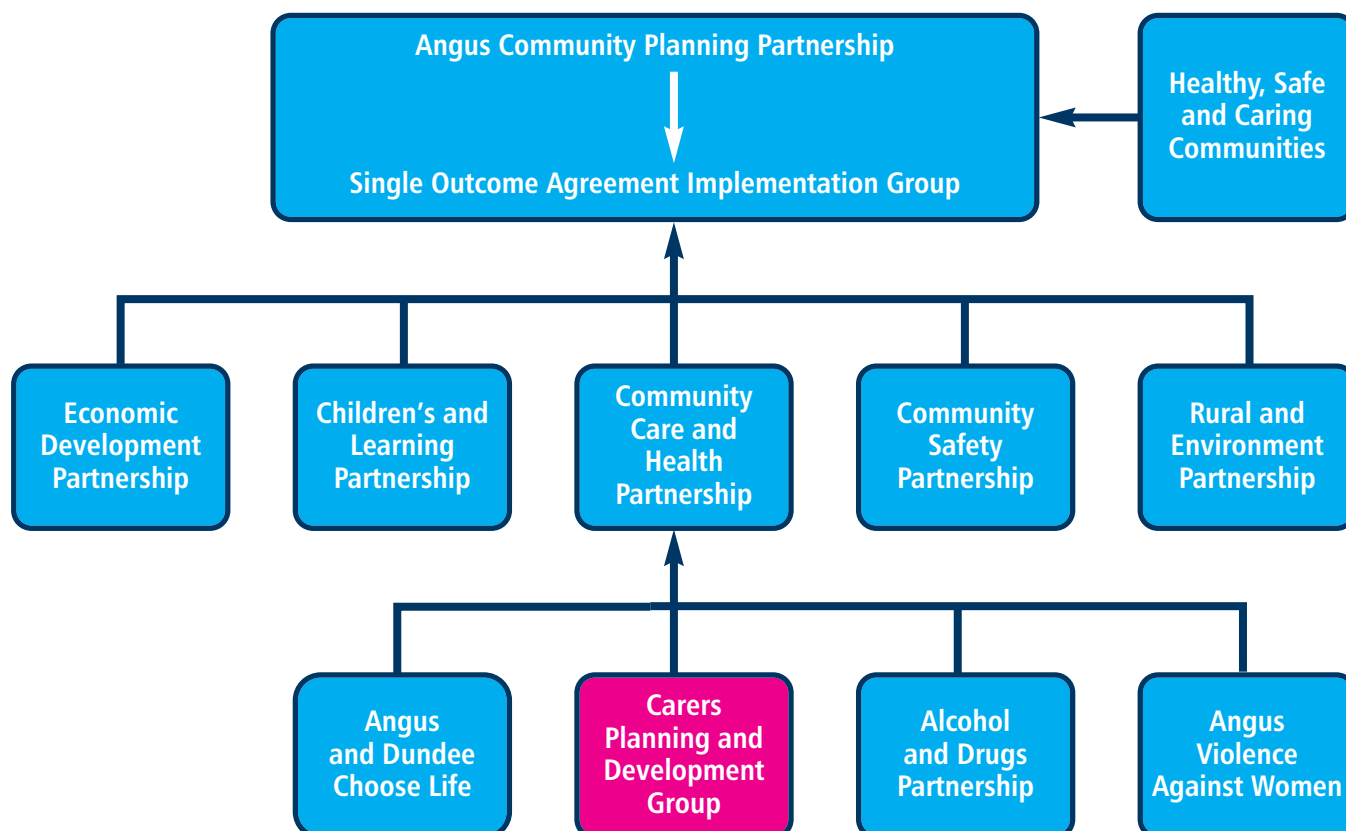 Angus Community Planning Partnership
Single Outcome Agreement Implementation Group
Healthy, Safe
and Caring
Communities
Economic
Development
Partnership
Children’s and
Learning
Partnership
Community
Care and
Health
Partnership
Community
Safety
Partnership
Rural and
Environment
Partnership
Angus
and Dundee
Choose Life
Carers
Planning and
Development
Group
Alcohol
and Drugs
Partnership
Angus
Violence
Against Women